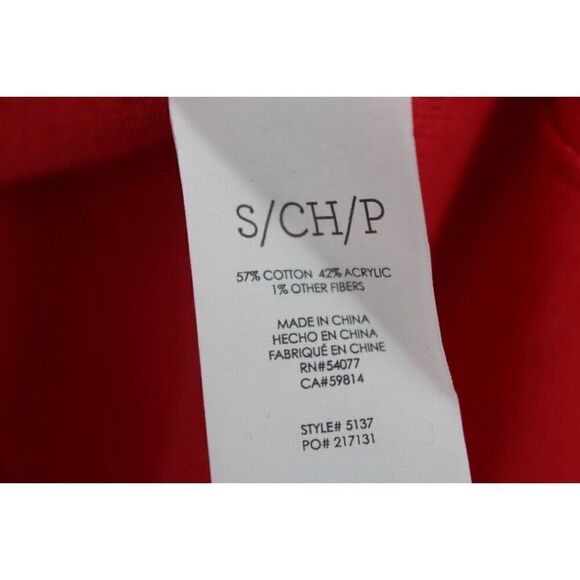 S/CH/P
57% COTTON 42% ACRYLIC
1% OTHER FIBERS
MADE IN CHINA
HECHO EN CHINA
FABRIQUÉ EN CHINE
RN#54077
CA#59814
STYLE# 5137
PO# 217131